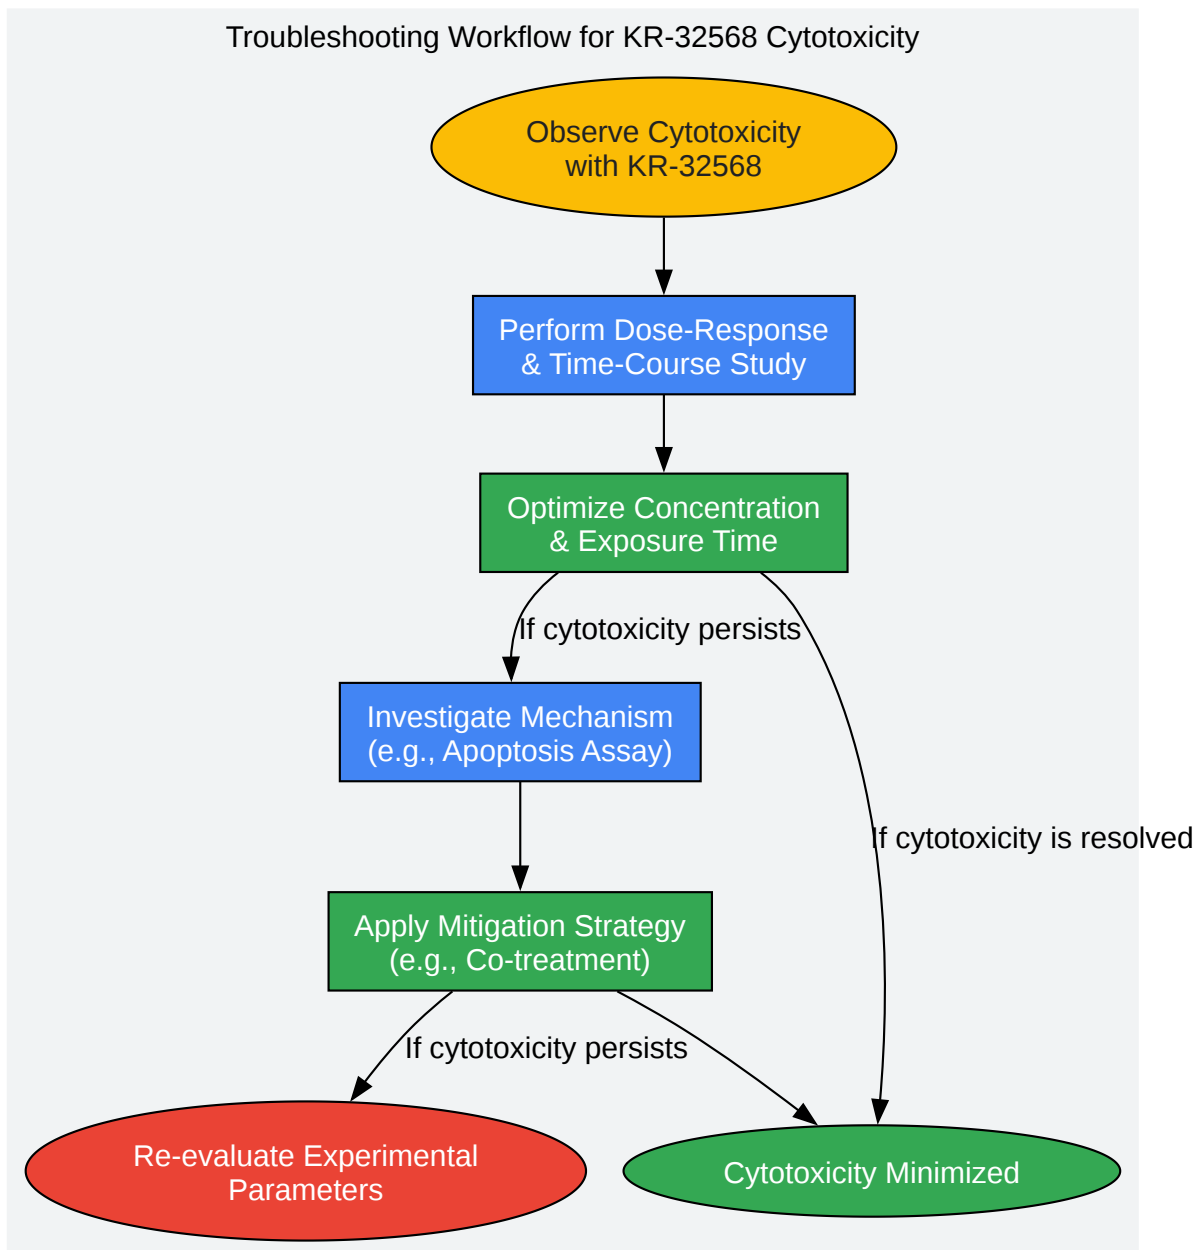 Troubleshooting Workflow for KR-32568 Cytotoxicity
Observe Cytotoxicity
with KR-32568
Perform Dose-Response
& Time-Course Study
Optimize Concentration
& Exposure Time
If cytotoxicity persists
Investigate Mechanism
(e.g., Apoptosis Assay)
If cytotoxicity is resolved
Apply Mitigation Strategy
(e.g., Co-treatment)
If cytotoxicity persists
Re-evaluate Experimental
Parameters
Cytotoxicity Minimized